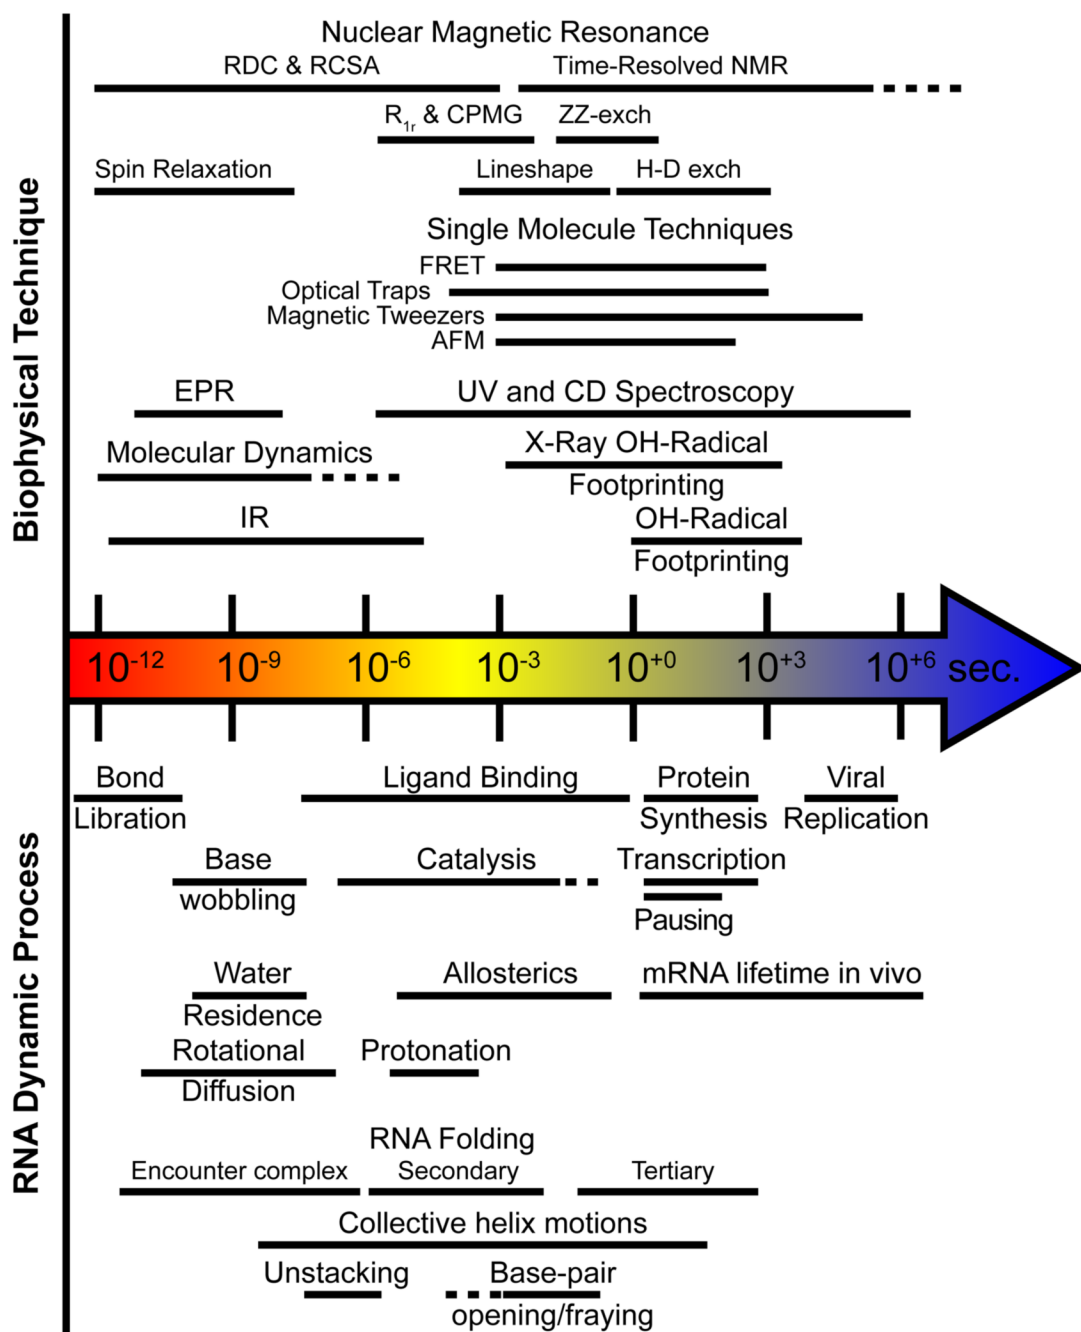 Biophysical Technique
Nuclear Magnetic Resonance
RDC & RCSA
Time-Resolved NMR
R1r & CPMG
ZZ-exch
Spin Relaxation
Lineshape
H-D exch
Single Molecule Techniques
FRET
Optical Traps
Magnetic Tweezers
AFM
EPR
UV and CD Spectroscopy
Molecular Dynamics
X-Ray OH-Radical
Footprinting
IR
OH-Radical
Footprinting
10-12 10-9 10-6 10-3 10+0 10+3 10+6 sec.
RNA Dynamic Process
Bond
Libration
Ligand Binding
Protein
Synthesis
Viral
Replication
Base
wobbling
Catalysis
Transcription
Pausing
Water
Residence
Allosterics
mRNA lifetime in vivo
Rotational
Diffusion
Protonation
RNA Folding
Encounter complex
Secondary
Tertiary
Collective helix motions
Unstacking
Base-pair
opening/fraying